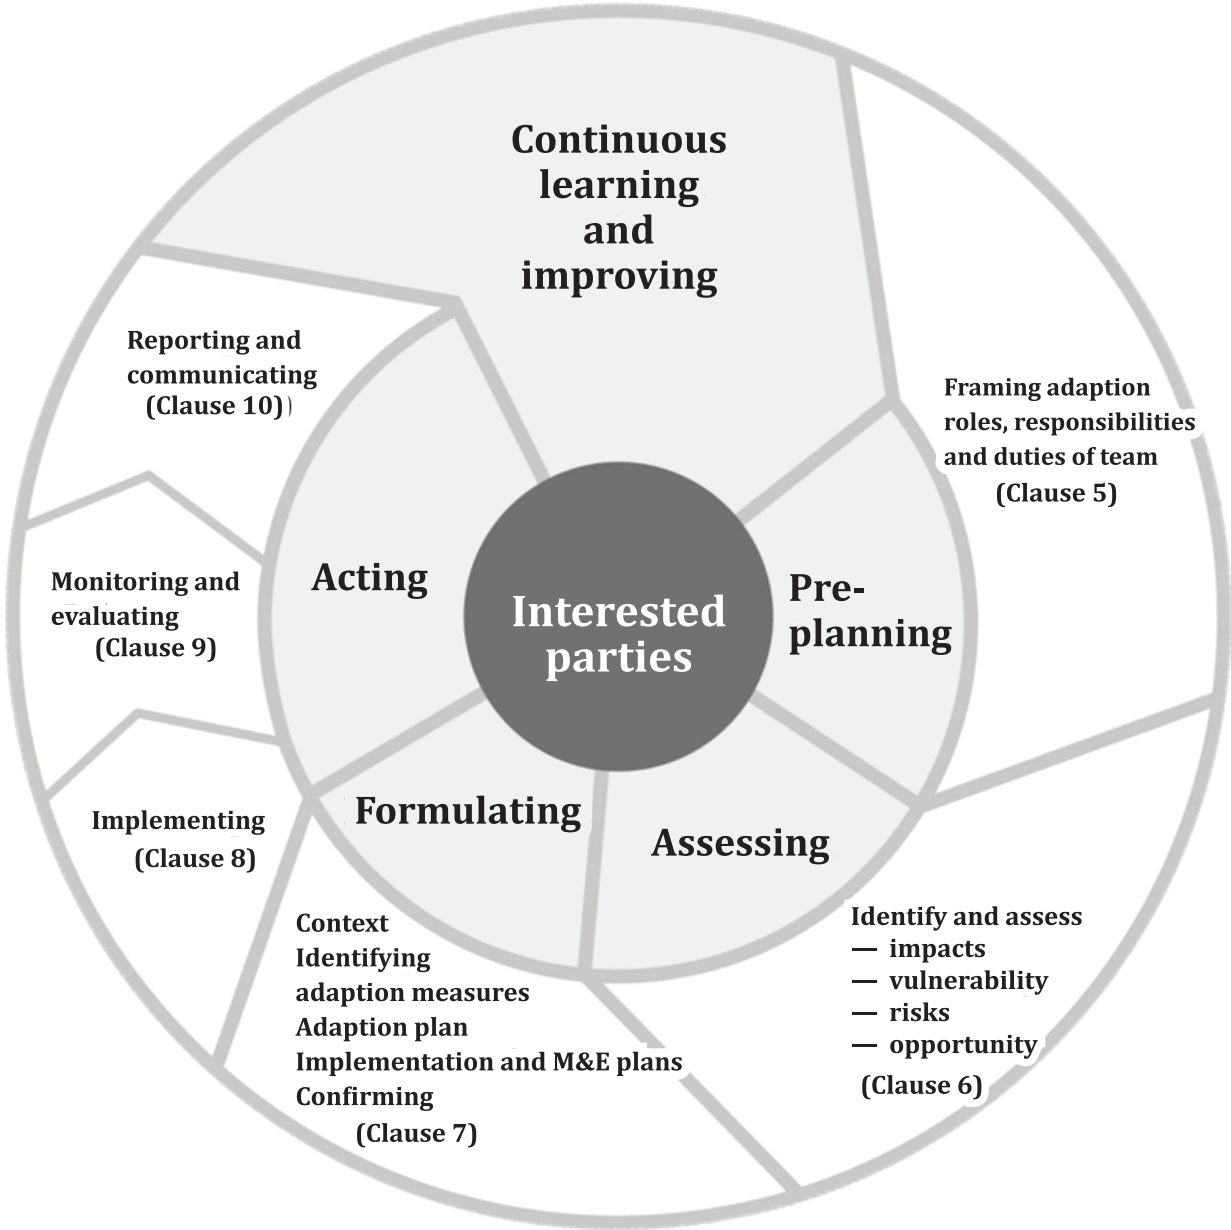 Continuous
learning
and
improving
Framing adaption
roles, responsibilities
and duties of team
(Clause 5)
Pre-
planning
Identify and assess
— impacts
— vulnerability
— risks
— opportunity
(Clause 6)
Assessing
Formulating
Context
Identifying
adaption measures
Adaption plan
Implementation and M&E plans
Confirming
(Clause 7)
Implementing
(Clause 8)
Monitoring and
evaluating
(Clause 9)
Reporting and
communicating
(Clause 10))
Acting
Interested
parties